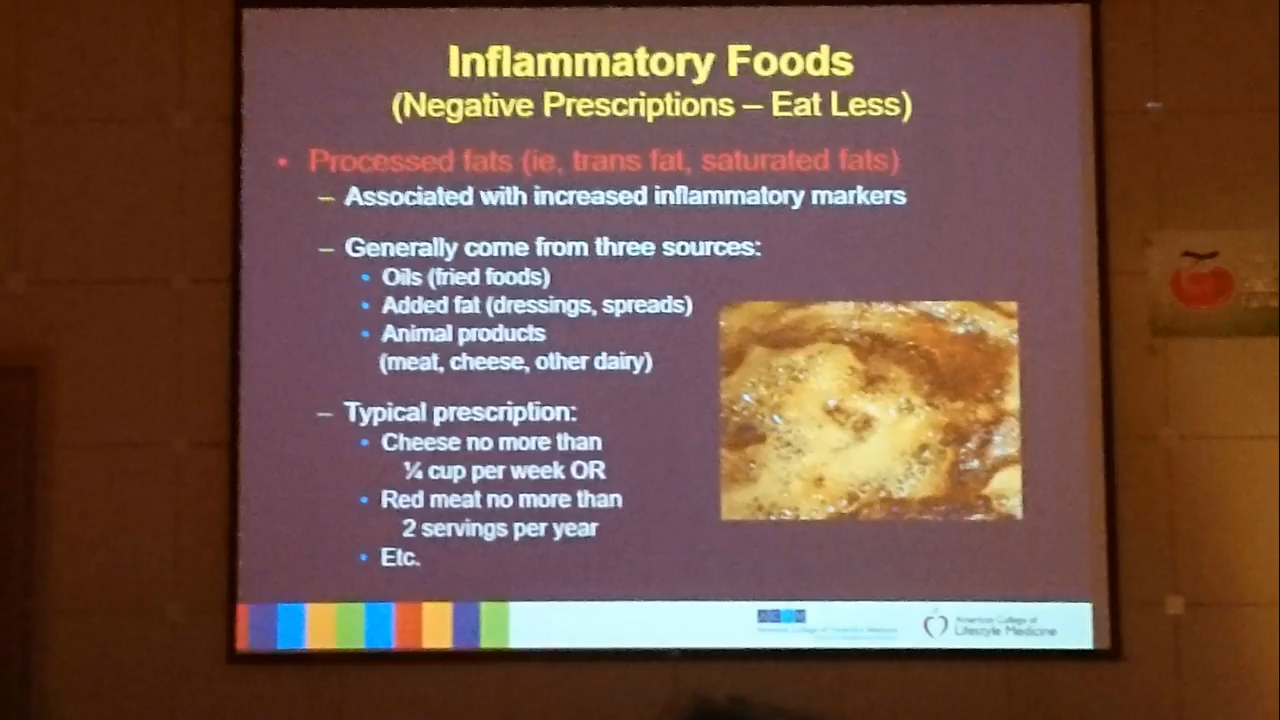 Inflammatory Foods
(Negative Prescriptions – Eat Less)
• Processed fats (ie, trans fat, saturated fats)
– Associated with increased inflammatory markers
– Generally come from three sources:
• Oils (fried foods)
• Added fat (dressings, spreads)
• Animal products
(meat, cheese, other dairy)
– Typical prescription:
• Cheese no more than
¼ cup per week OR
• Red meat no more than
2 servings per year
• Etc.
American College of
Lifestyle Medicine